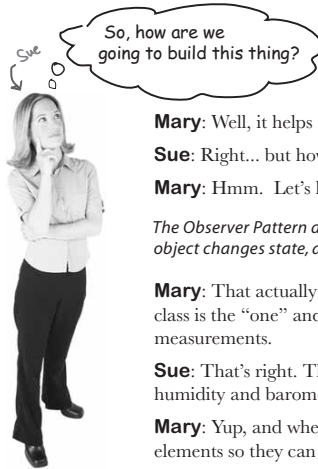 So, how are we
going to build this thing?
Sue
Mary: Well, it helps
Sue: Right... but how
Mary: Hmm. Let's
The Observer Pattern
object changes state,
Mary: That actually
class is the "one" and
measurements.
Sue: That's right. Th
humidity and barom
Mary: Yup, and whe
elements so they can